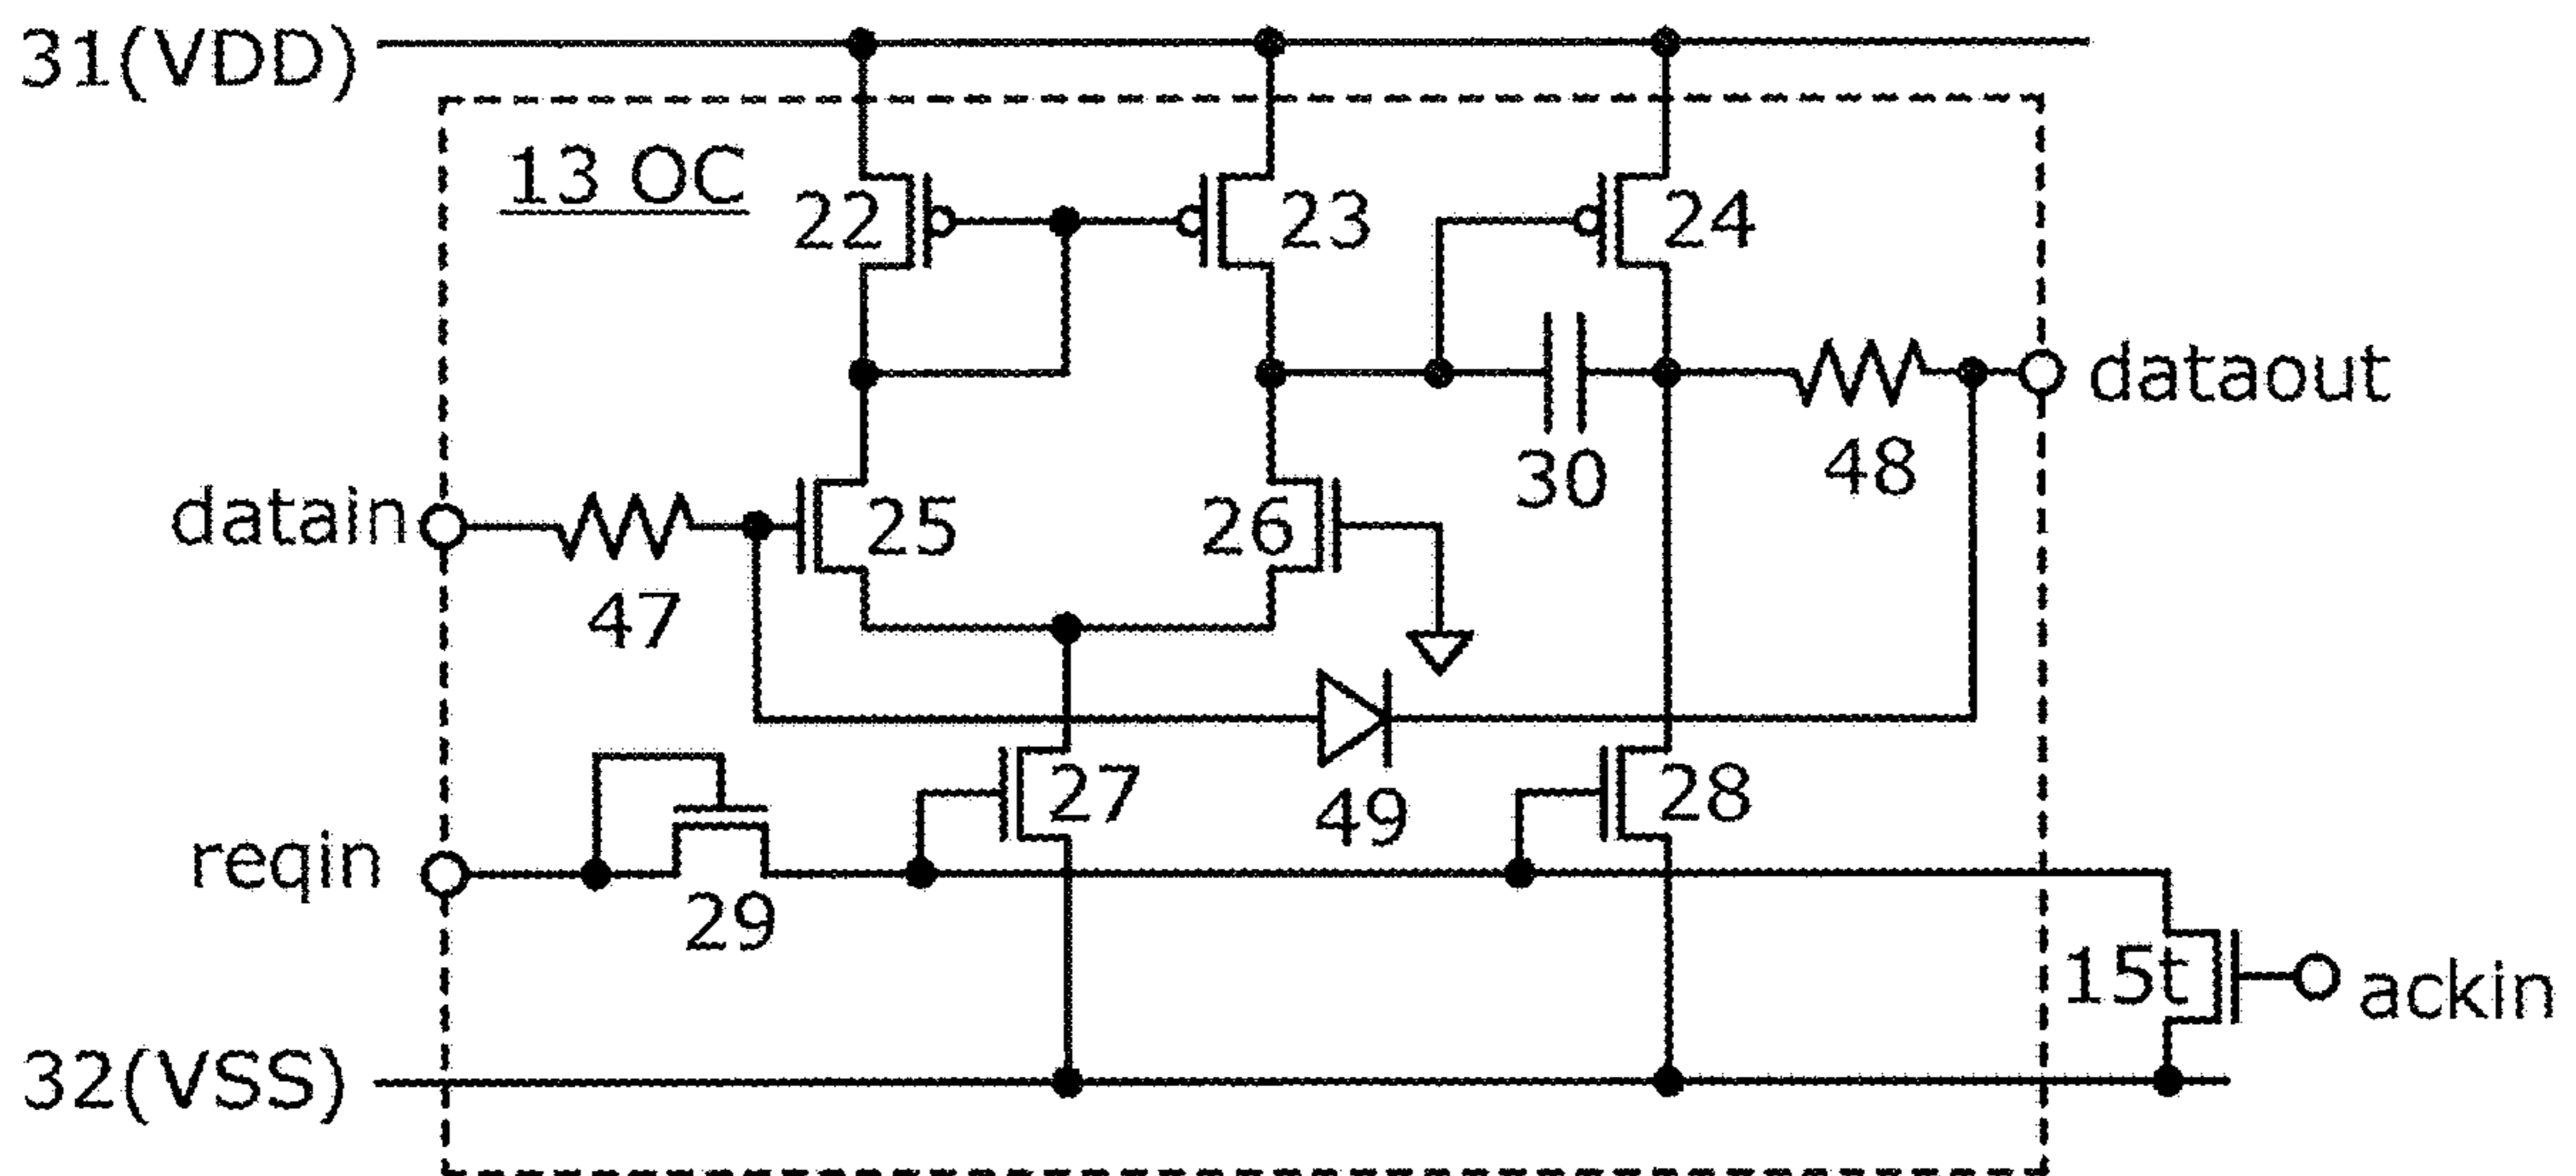 31(VDD)
13 OC
22
23
24
datain
47
25
26
30
48
dataout
reqin
29
27
49
28
15t
ackin
32(VSS)